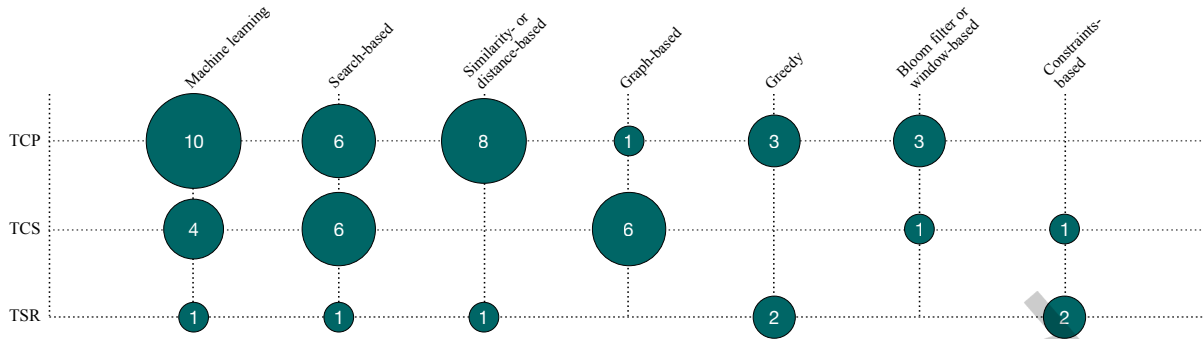 Machine learning
Search-based
Similarity- or
distance-based
Graph-based
Greedy
Bloom filter or
window-based
Constraints-
based
TCP
10
6
8
1
3
3
TCS
4
6
6
1
1
TSR
1
1
1
2
2